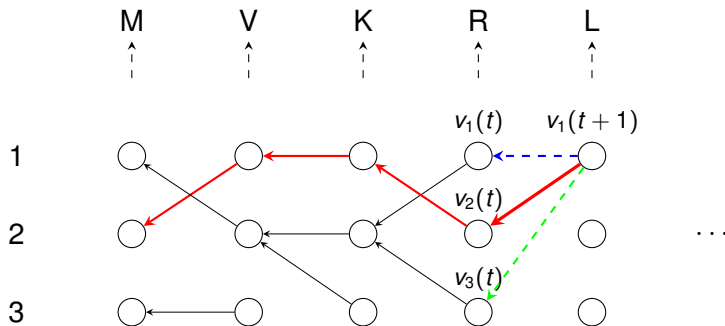 M V K R L
v₁(t) v₁(t + 1)
1
v₂(t)
2 ...
v₃(t)
3